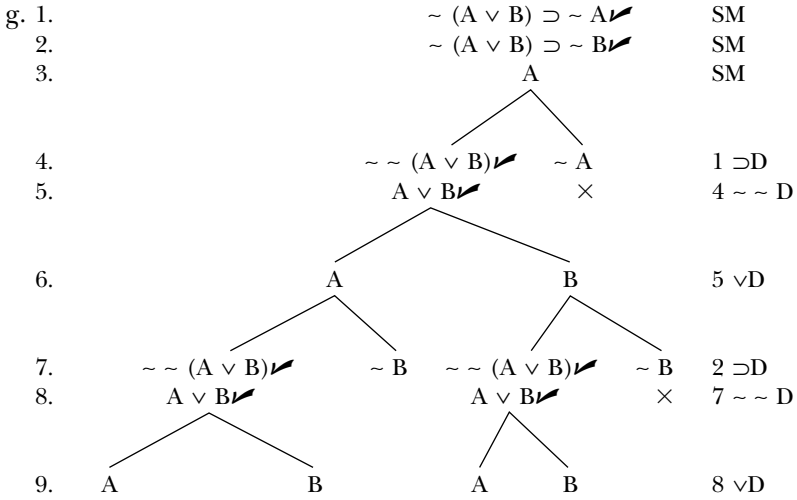 g. 1. ~ (A ∨ B) ⊃ ~ A✔ SM
2. ~ (A ∨ B) ⊃ ~ B✔ SM
3. A SM
4. ~ ~ (A ∨ B)✔ ~ A 1 ⊃D
5. A ∨ B✔ × 4 ~ ~ D
6. A B 5 ∨D
7. ~ ~ (A ∨ B)✔ ~ B ~ ~ (A ∨ B)✔ ~ B 2 ⊃D
8. A ∨ B✔ A ∨ B✔ × 7 ~ ~ D
9. A B A B 8 ∨D